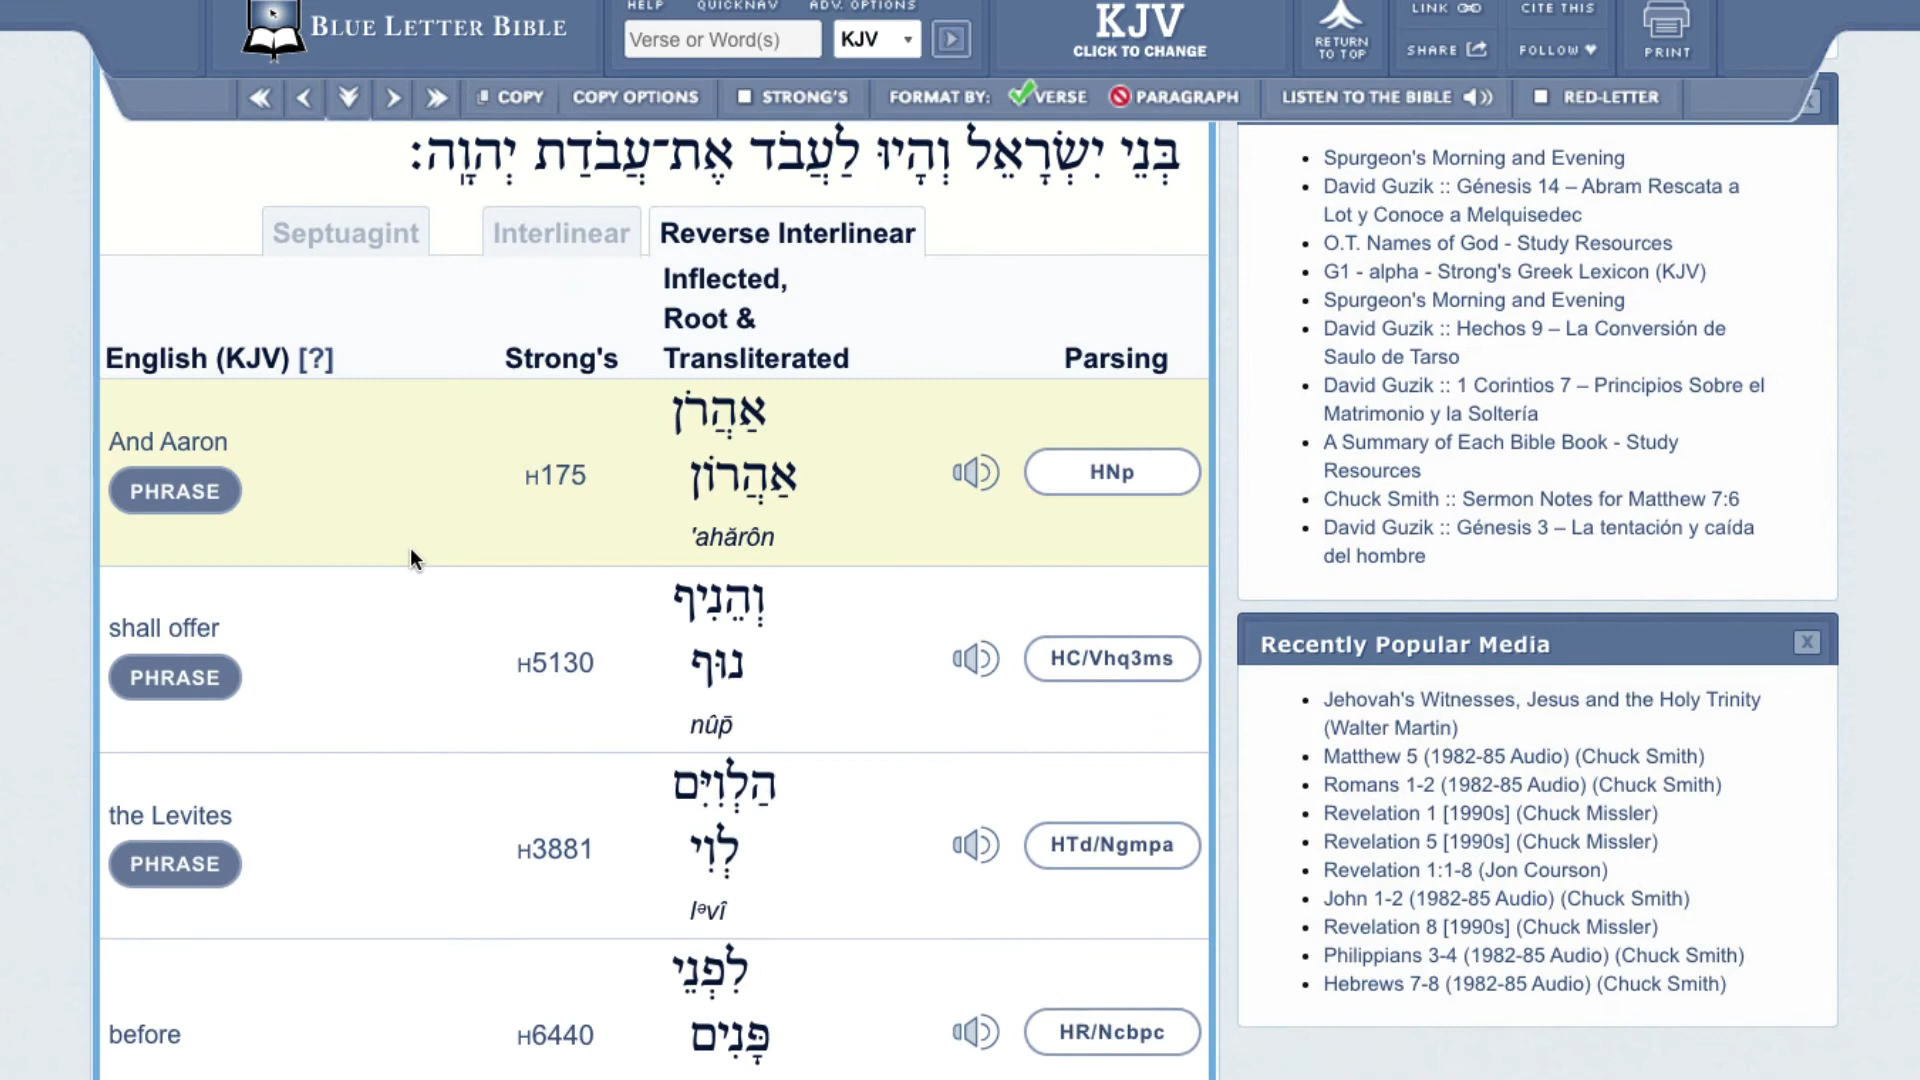 HELP QUICKNAV ADV. OPTIONS
BLUE LETTER BIBLE
Verse or Word(s)
KJV
KJV
CLICK TO CHANGE
RETURN
TO TOP
LINK
SHARE
CITE THIS
FOLLOW
PRINT
COPY COPY OPTIONS STRONG'S FORMAT BY: VERSE PARAGRAPH LISTEN TO THE BIBLE RED-LETTER
בְּנֵי יִשְׂרָאֵל וְהָיוּ לַעֲבֹד אֶת־עֲבֹדַת יְהוָֽה׃
Septuagint Interlinear Reverse Interlinear
English (KJV) [?]
Strong's
Inflected,
Root &
Transliterated
Parsing
And Aaron
PHRASE
H175
אַהֲרֹן
אַהֲרוֹן
'ahărôn
HNp
shall offer
PHRASE
H5130
וְהֵנִיף
נוּף
nûp̄
HC/Vhq3ms
the Levites
PHRASE
H3881
הַלְוִיִּם
לְוִי
lᵊvî
HTd/Ngmpa
before
H6440
לִפְנֵי
פָּנִים
HR/Ncbpc
X
Spurgeon's Morning and Evening
David Guzik :: Génesis 14 – Abram Rescata a
Lot y Conoce a Melquisedec
O.T. Names of God - Study Resources
G1 - alpha - Strong's Greek Lexicon (KJV)
Spurgeon's Morning and Evening
David Guzik :: Hechos 9 – La Conversión de
Saulo de Tarso
David Guzik :: 1 Corintios 7 – Principios Sobre el
Matrimonio y la Soltería
A Summary of Each Bible Book - Study
Resources
Chuck Smith :: Sermon Notes for Matthew 7:6
David Guzik :: Génesis 3 – La tentación y caída
del hombre
Recently Popular Media
X
Jehovah's Witnesses, Jesus and the Holy Trinity
(Walter Martin)
Matthew 5 (1982-85 Audio) (Chuck Smith)
Romans 1-2 (1982-85 Audio) (Chuck Smith)
Revelation 1 [1990s] (Chuck Missler)
Revelation 5 [1990s] (Chuck Missler)
Revelation 1:1-8 (Jon Courson)
John 1-2 (1982-85 Audio) (Chuck Smith)
Revelation 8 [1990s] (Chuck Missler)
Philippians 3-4 (1982-85 Audio) (Chuck Smith)
Hebrews 7-8 (1982-85 Audio) (Chuck Smith)